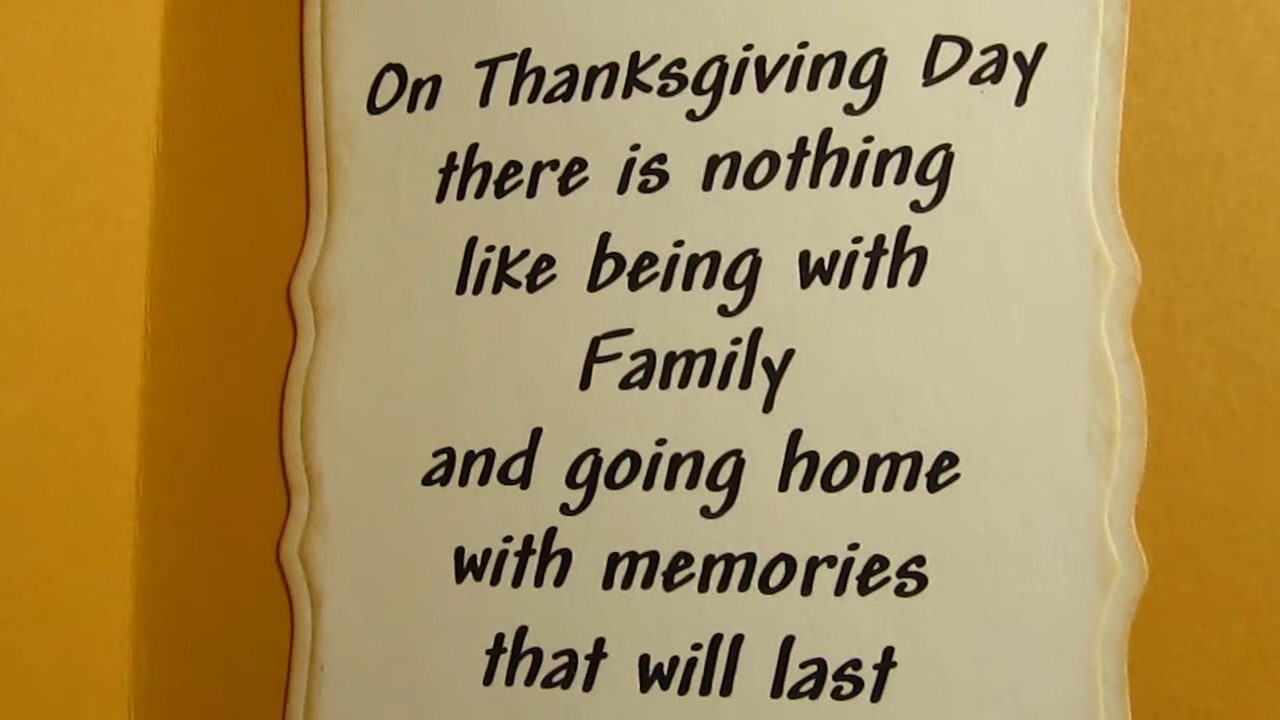 On Thanksgiving Day
there is nothing
like being with
Family
and going home
with memories
that will last